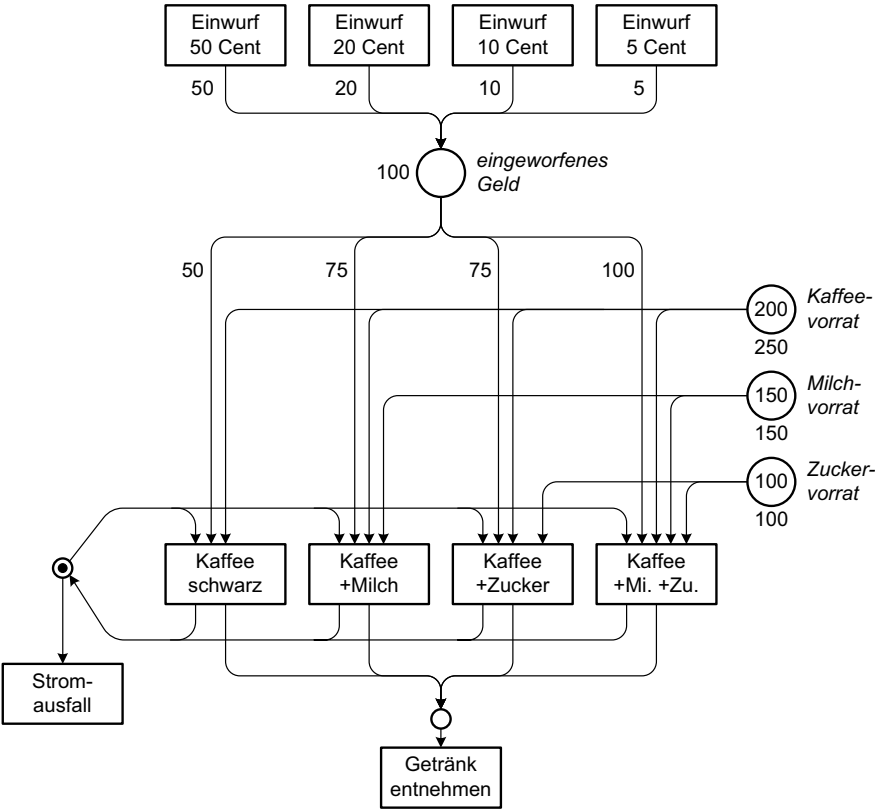 Einwurf
50 Cent
Einwurf
20 Cent
Einwurf
10 Cent
Einwurf
5 Cent
50
20
10
5
100
eingeworfenes
Geld
50
75
75
100
200
Kaffee-
vorrat
250
150
Milch-
vorrat
150
100
Zucker-
vorrat
100
Kaffee
schwarz
Kaffee
+Milch
Kaffee
+Zucker
Kaffee
+Mi. +Zu.
Strom-
ausfall
Getränk
entnehmen